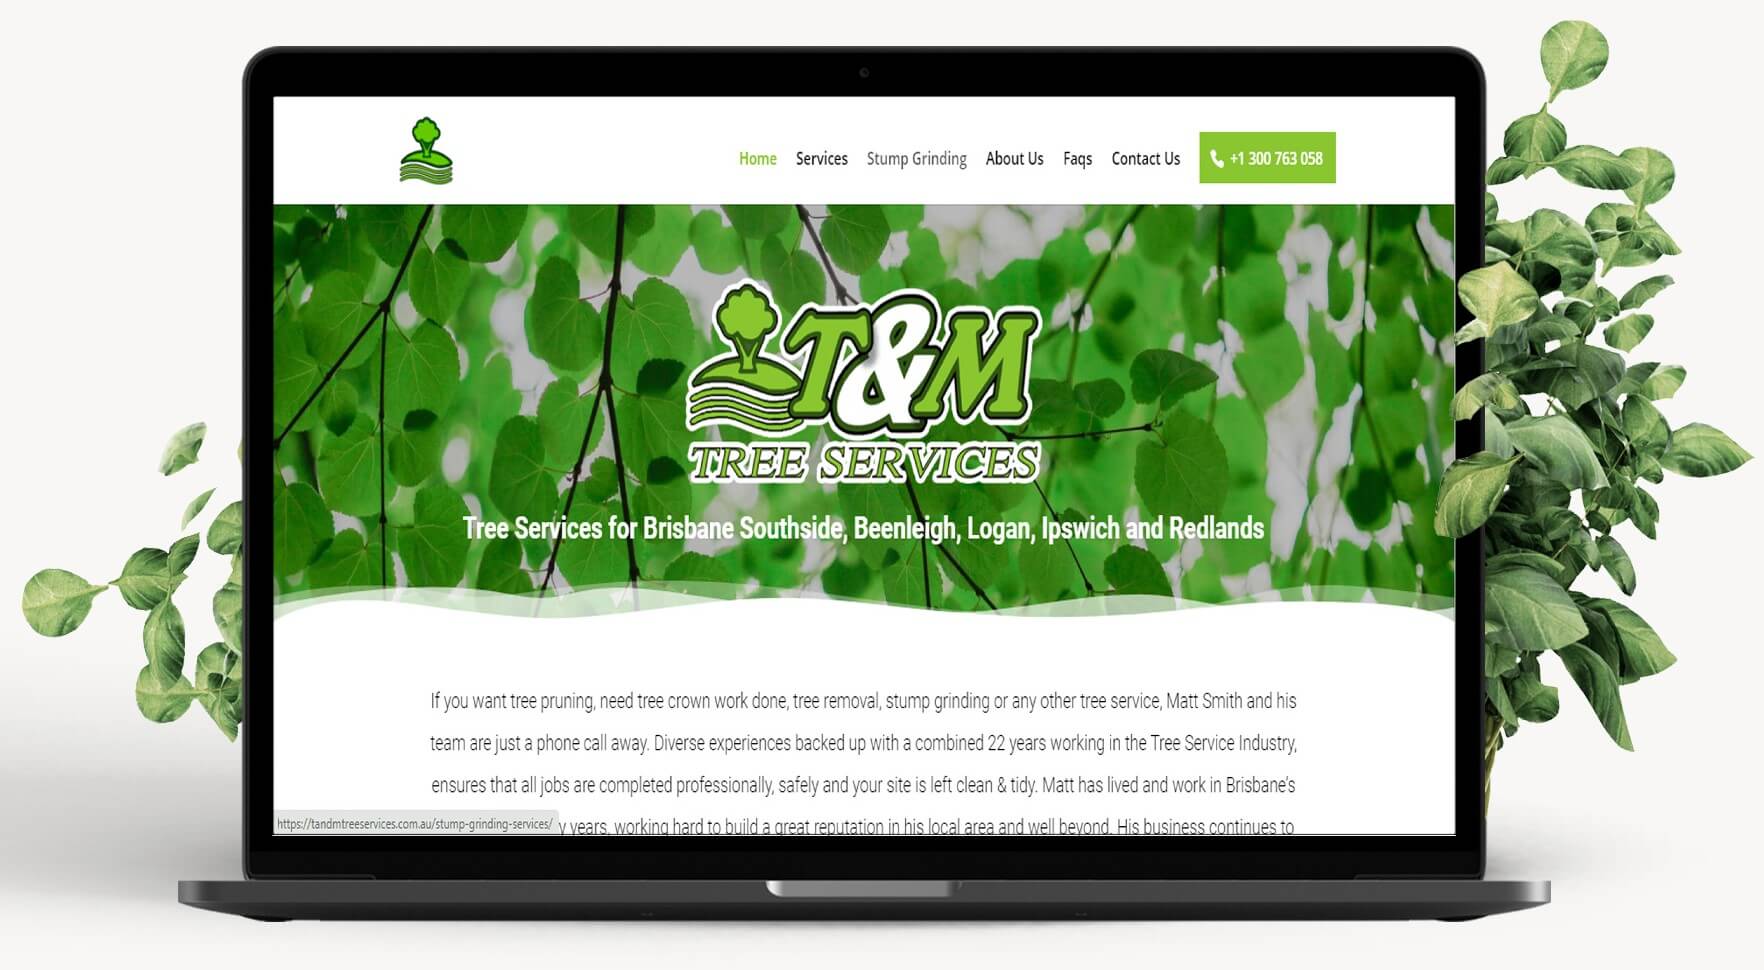 Home Services Stump Grinding About Us Faqs Contact Us +1 300 763 058
T&M
TREE SERVICES
Tree Services for Brisbane Southside, Beenleigh, Logan, Ipswich and Redlands
If you want tree pruning, need tree crown work done, tree removal, stump grinding or any other tree service, Matt Smith and his
team are just a phone call away. Diverse experiences backed up with a combined 22 years working in the Tree Service Industry,
ensures that all jobs are completed professionally, safely and your site is left clean & tidy. Matt has lived and work in Brisbane's
y years, working hard to build a great reputation in his local area and well beyond. His business continues to
https://tandmtreeservices.com.au/stump-grinding-services/